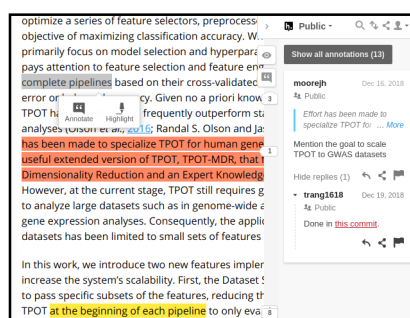 optimize a series of feature selectors, preprocess
objective of maximizing classification accuracy. W
primarily focus on model selection and hyperpara
pays attention to feature selection and feature eng
complete pipelines based on their cross-validated
error or cy. Given no a priori know
TPOT ha frequently outperform sta
analyses (Olson et al., 2016; Randal S. Olson and Jas
has been made to specialize TPOT for human gene
useful extended version of TPOT, TPOT-MDR, that f
Dimensionality Reduction and an Expert Knowledge
However, at the current stage, TPOT still requires g
to analyze large datasets such as in genome-wide a
gene expression analyses. Consequently, the applic
datasets has been limited to small sets of features
In this work, we introduce two new features impler
increase the system's scalability. First, the Dataset S
to pass specific subsets of the features, reducing th
TPOT at the beginning of each pipeline to only eva
Annotate Highlight
3
1
8
Public
Show all annotations (13)
moorejh Dec 16, 2018
Public
Effort has been made to
specialize TPOT for ... More
Mention the goal to scale
TPOT to GWAS datasets
Hide replies (1)
trang1618 Dec 19, 2018
Public
Done in this commit.